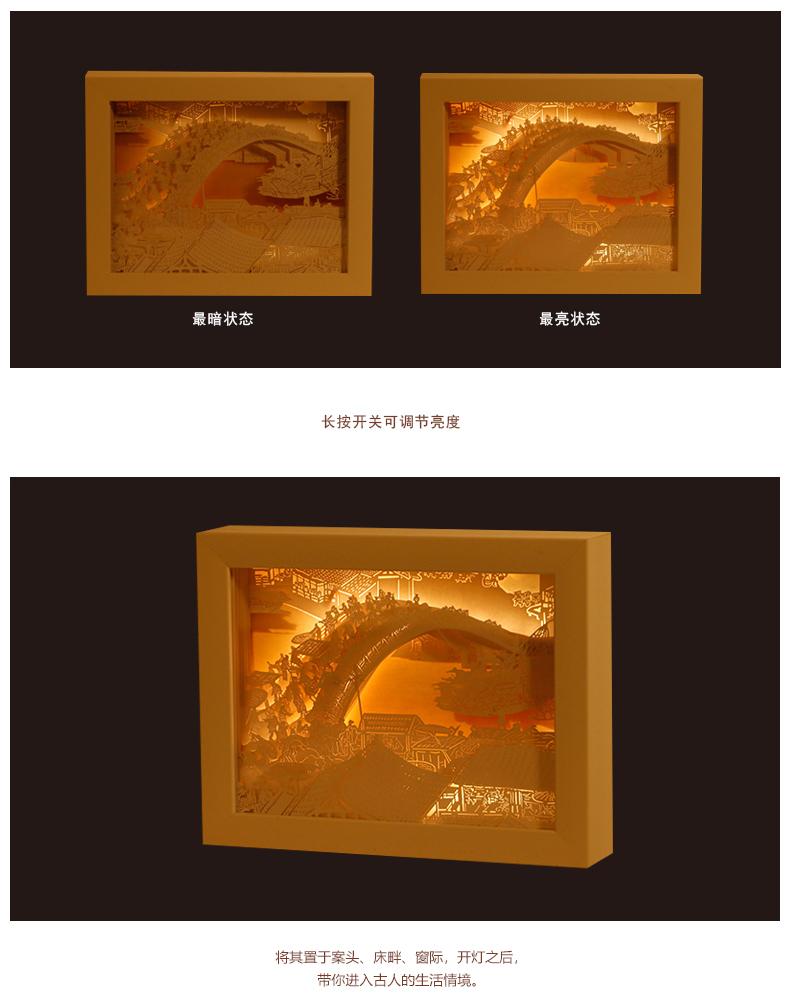 最暗状态
最亮状态
长按开关可调节亮度
将其置于案头、床畔、窗际，开灯之后，
带你进入古人的生活情境。